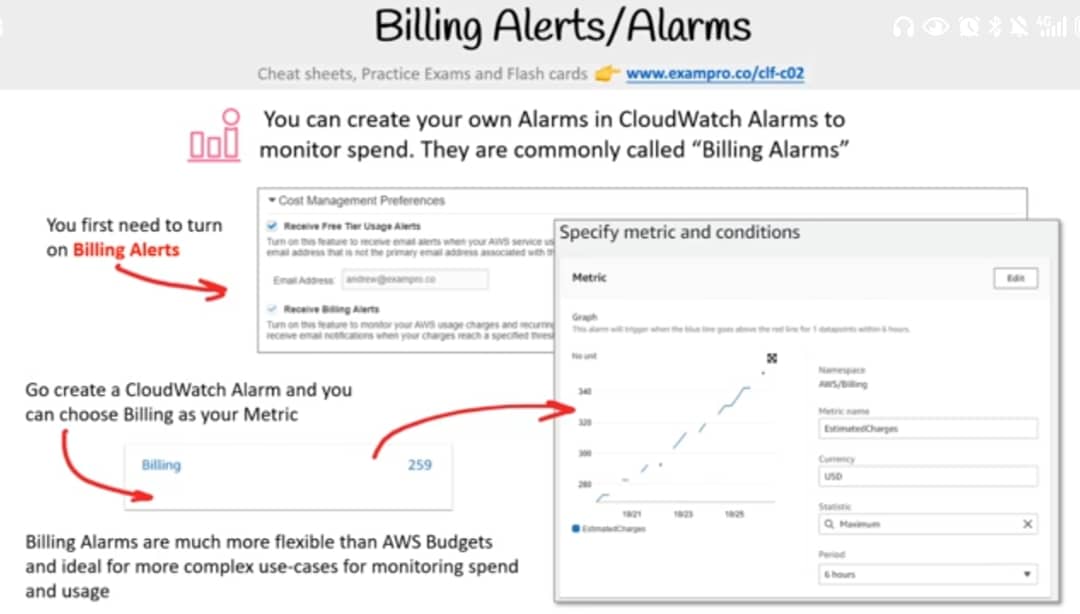 Billing Alerts/Alarms
4G
Cheat sheets, Practice Exams and Flash cards 👉 www.exampro.co/clf-c02
You can create your own Alarms in CloudWatch Alarms to
monitor spend. They are commonly called “Billing Alarms”
You first need to turn
on Billing Alerts
Cost Management Preferences
Receive Free Tier Usage Alerts
Turn on this feature to receive email alerts when your AWS service us
email address that is not the primary email address associated with th
Email Address: andrew@exampro.co
Receive Billing Alerts
Turn on this feature to monitor your AWS usage charges and recurring
receive email notifications when your charges reach a specified thres
Specify metric and conditions
Metric
Edit
Graph
This alarm will trigger when the blue line goes above the red line for 1 datapoints within 6 hours.
No unit
340
320
300
280
10/21 10/23 10/25
EstimatedCharges
Namespace
AWS/Billing
Metric name
EstimatedCharges
Currency
USD
Statistic
Maximum
Period
6 hours
Go create a CloudWatch Alarm and you
can choose Billing as your Metric
Billing 259
Billing Alarms are much more flexible than AWS Budgets
and ideal for more complex use-cases for monitoring spend
and usage